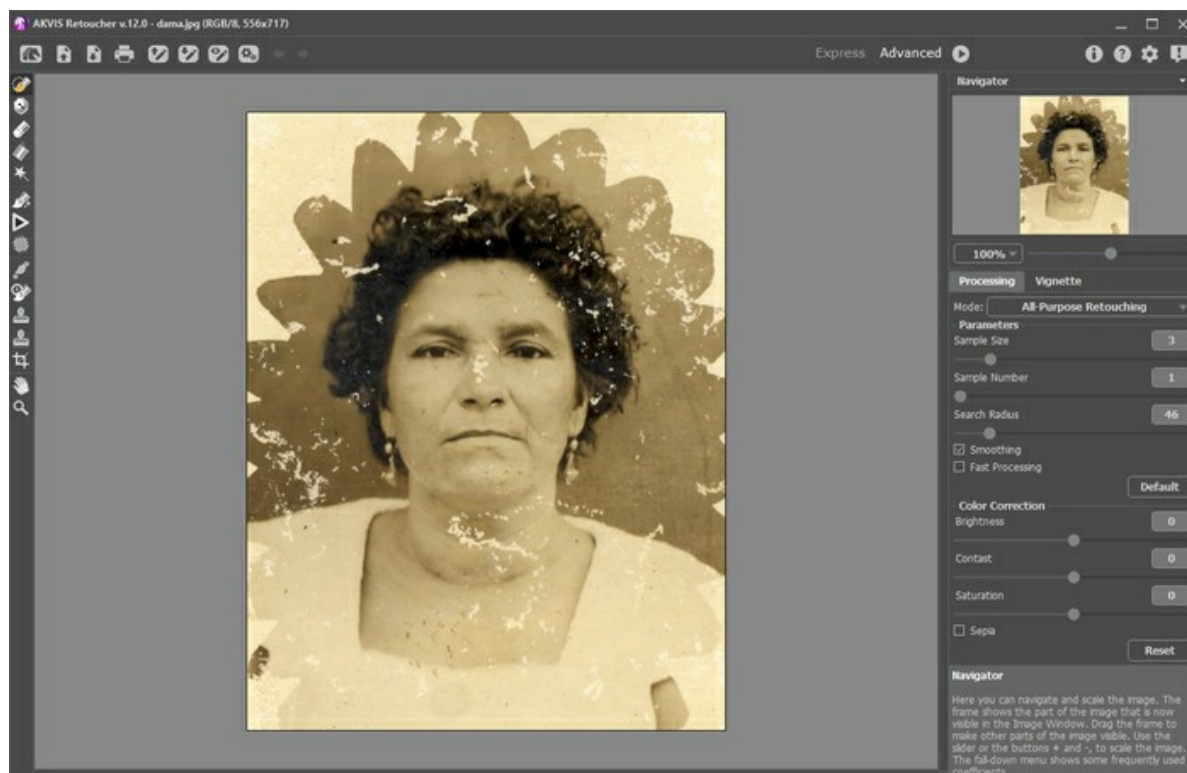 AKVIS Retoucher v.12.0 - dama.jpg (RGB/8, 556x717)
Express Advanced
Navigator
100%
Processing Vignette
Mode: All-Purpose Retouching
Parameters
Sample Size 3
Sample Number 1
Search Radius 46
Smoothing
Fast Processing
Default
Color Correction
Brightness 0
Contast 0
Saturation 0
Sepia
Reset
Navigator
Here you can navigate and scale the image. The
frame shows the part of the image that is now
visible in the Image Window. Drag the frame to
make other parts of the image visible. Use the
slider or the buttons + and -, to scale the image.
The fall-down menu shows some frequently used
coefficients